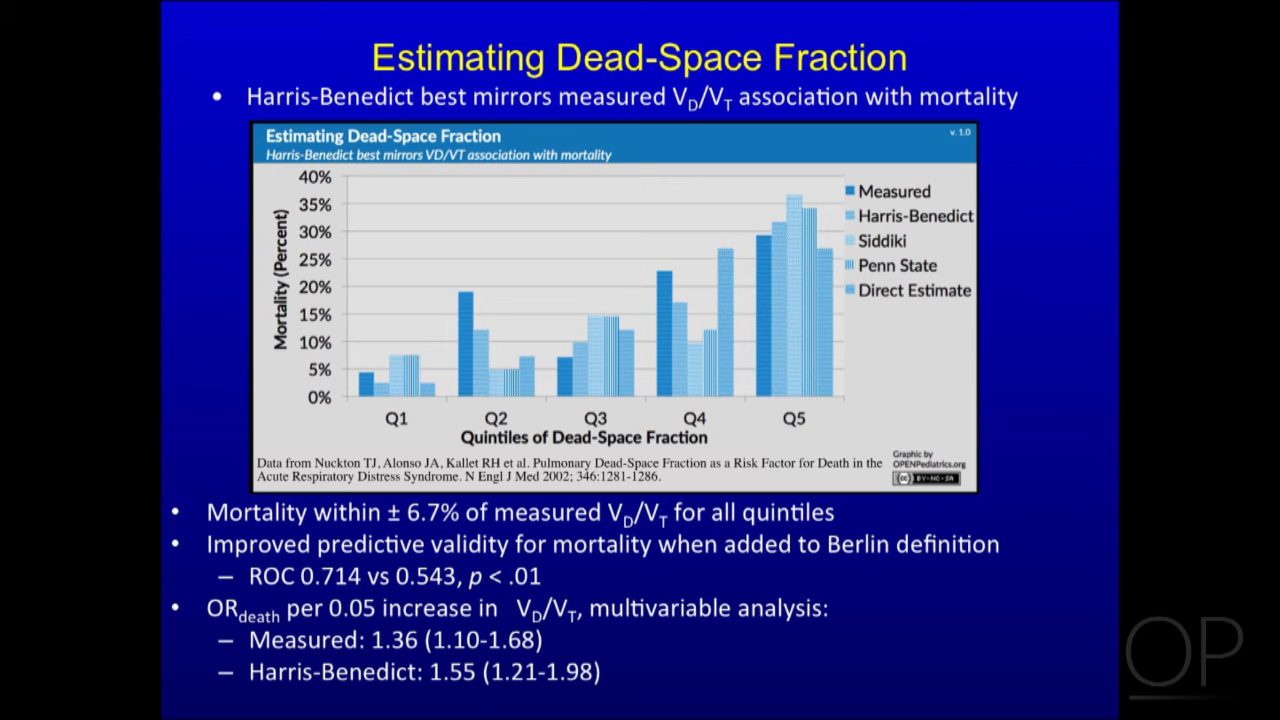 Estimating Dead-Space Fraction
• Harris-Benedict best mirrors measured VD/VT association with mortality
Estimating Dead-Space Fraction
v. 1.0
Harris-Benedict best mirrors VD/VT association with mortality
40%
35%
30%
25%
20%
15%
10%
5%
0%
Mortality (Percent)
Measured
Harris-Benedict
Siddiki
Penn State
Direct Estimate
Q1 Q2 Q3 Q4 Q5
Quintiles of Dead-Space Fraction
Data from Nuckton TJ, Alonso JA, Kallet RH et al. Pulmonary Dead-Space Fraction as a Risk Factor for Death in the
Acute Respiratory Distress Syndrome. N Engl J Med 2002; 346:1281-1286.
Graphic by
OPENPediatrics.org
cc BY-NC-SA
• Mortality within ± 6.7% of measured VD/VT for all quintiles
• Improved predictive validity for mortality when added to Berlin definition
– ROC 0.714 vs 0.543, p < .01
• ORdeath per 0.05 increase in VD/VT, multivariable analysis:
– Measured: 1.36 (1.10-1.68)
– Harris-Benedict: 1.55 (1.21-1.98)
OP